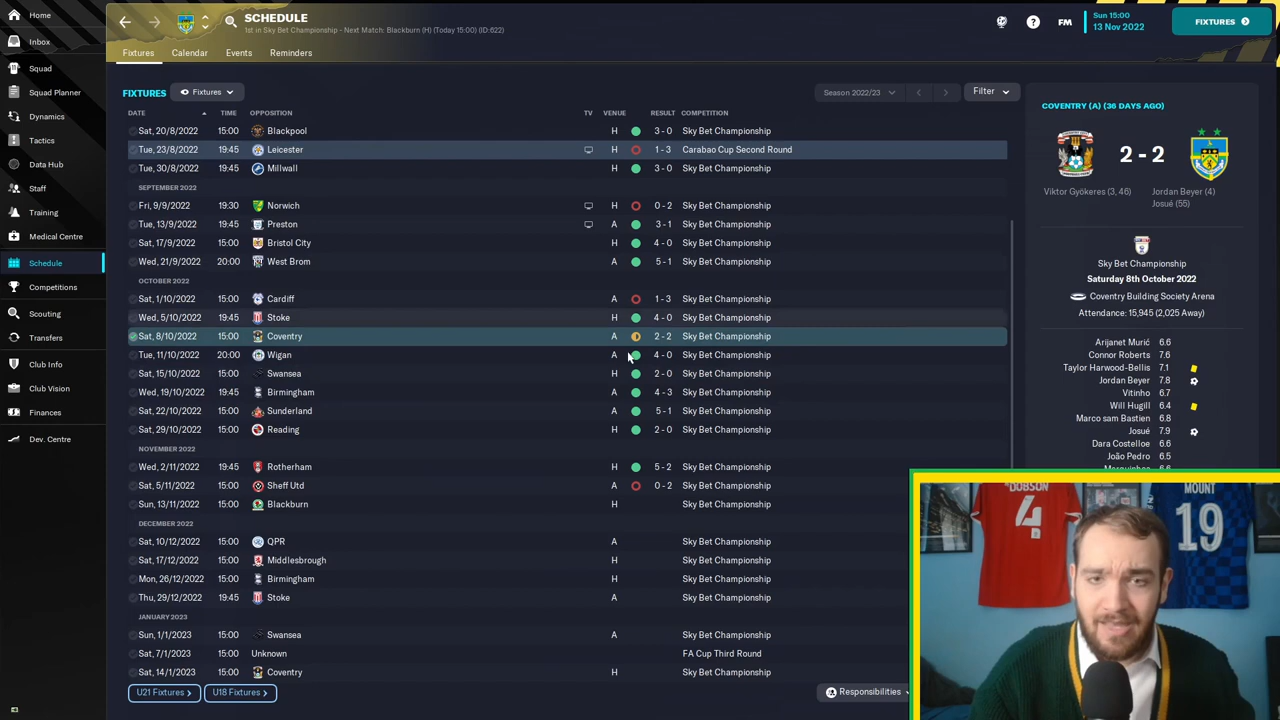 Home
Inbox
Squad
Squad Planner
Dynamics
Tactics
Data Hub
Staff
Training
Medical Centre
Schedule
Competitions
Scouting
Transfers
Club Info
Club Vision
Finances
Dev. Centre
SCHEDULE
1st in Sky Bet Championship - Next Match: Blackburn (H) (Today 15:00) (ID:622)
FM
Sun 15:00
13 Nov 2022
FIXTURES
Fixtures Calendar Events Reminders
FIXTURES Fixtures Season 2022/23 Filter
DATE TIME OPPOSITION TV VENUE RESULT COMPETITION
Sat, 20/8/2022 15:00 Blackpool H 3 - 0 Sky Bet Championship
Tue, 23/8/2022 19:45 Leicester H 1 - 3 Carabao Cup Second Round
Tue, 30/8/2022 19:45 Millwall H 3 - 0 Sky Bet Championship
SEPTEMBER 2022
Fri, 9/9/2022 19:30 Norwich H 0 - 2 Sky Bet Championship
Tue, 13/9/2022 19:45 Preston A 3 - 1 Sky Bet Championship
Sat, 17/9/2022 15:00 Bristol City H 4 - 0 Sky Bet Championship
Wed, 21/9/2022 20:00 West Brom A 5 - 1 Sky Bet Championship
OCTOBER 2022
Sat, 1/10/2022 15:00 Cardiff A 1 - 3 Sky Bet Championship
Wed, 5/10/2022 19:45 Stoke H 4 - 0 Sky Bet Championship
Sat, 8/10/2022 15:00 Coventry A 2 - 2 Sky Bet Championship
Tue, 11/10/2022 20:00 Wigan A 4 - 0 Sky Bet Championship
Sat, 15/10/2022 15:00 Swansea H 2 - 0 Sky Bet Championship
Wed, 19/10/2022 19:45 Birmingham A 4 - 3 Sky Bet Championship
Sat, 22/10/2022 15:00 Sunderland A 5 - 1 Sky Bet Championship
Sat, 29/10/2022 15:00 Reading H 2 - 0 Sky Bet Championship
NOVEMBER 2022
Wed, 2/11/2022 19:45 Rotherham H 5 - 2 Sky Bet Championship
Sat, 5/11/2022 15:00 Sheff Utd A 0 - 2 Sky Bet Championship
Sun, 13/11/2022 15:00 Blackburn H Sky Bet Championship
DECEMBER 2022
Sat, 10/12/2022 15:00 QPR A Sky Bet Championship
Sat, 17/12/2022 15:00 Middlesbrough H Sky Bet Championship
Mon, 26/12/2022 15:00 Birmingham H Sky Bet Championship
Thu, 29/12/2022 19:45 Stoke A Sky Bet Championship
JANUARY 2023
Sun, 1/1/2023 15:00 Swansea A Sky Bet Championship
Sat, 7/1/2023 15:00 Unknown FA Cup Third Round
Sat, 14/1/2023 15:00 Coventry H Sky Bet Championship
U21 Fixtures U18 Fixtures Responsibilities
COVENTRY (A) (36 DAYS AGO)
2 - 2
Viktor Gyökeres (3, 46) Jordan Beyer (4)
Josué (55)
Sky Bet Championship
Saturday 8th October 2022
Coventry Building Society Arena
Attendance: 15,945 (2,025 Away)
Arijanet Murić 6.6
Connor Roberts 7.6
Taylor Harwood-Bellis 7.1
Jordan Beyer 7.8
Vitinho 6.7
Will Hugill 6.4
Marco sam Bastien 6.8
Josué 7.9
Dara Costelloe 6.6
João Pedro 6.5
DOBSON
4
MOUNT
19